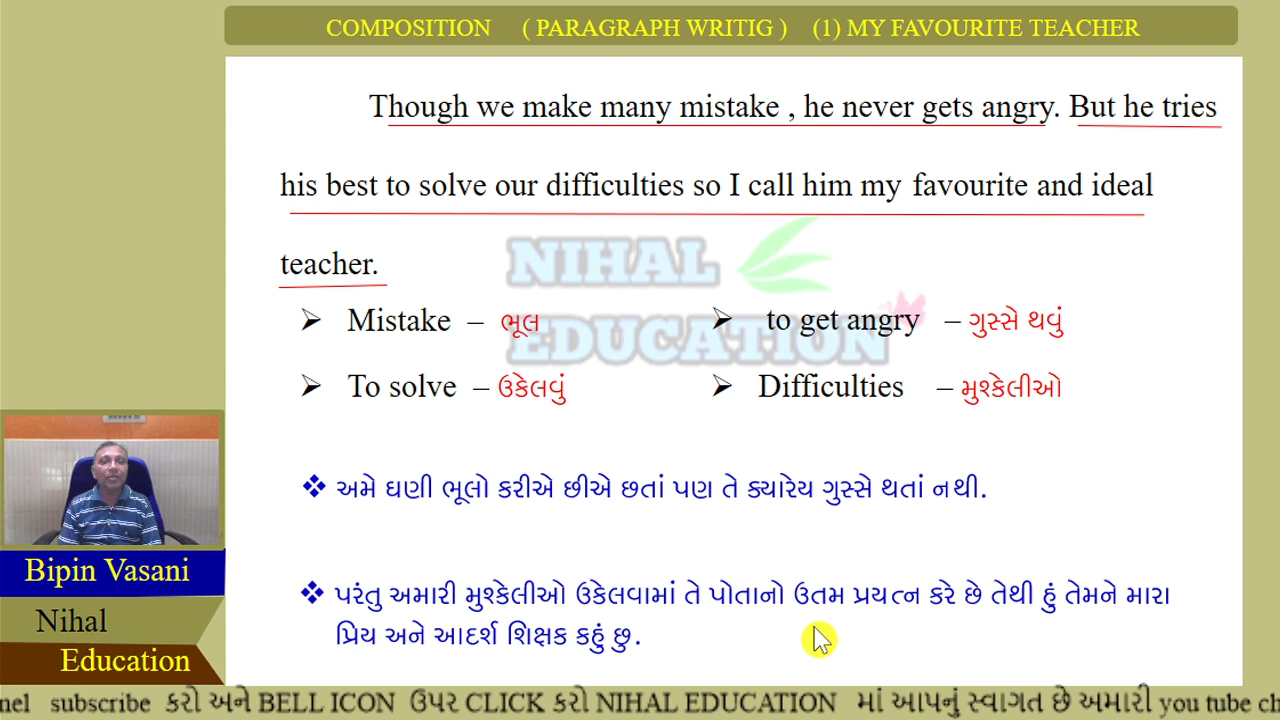 COMPOSITION ( PARAGRAPH WRITIG ) (1) MY FAVOURITE TEACHER
Though we make many mistake , he never gets angry. But he tries
his best to solve our difficulties so I call him my favourite and ideal
teacher.
NIHAL
EDUCATION
➢ Mistake – ભૂલ
➢ to get angry – ગુસ્સે થવું
➢ To solve – ઉકેલવું
➢ Difficulties – મુશ્કેલીઓ
❖ અમે ઘણી ભૂલો કરીએ છીએ છતાં પણ તે ક્યારેય ગુસ્સે થતાં નથી.
❖ પરંતુ અમારી મુશ્કેલીઓ ઉકેલવામાં તે પોતાનો ઉતમ પ્રયત્ન કરે છે તેથી હું તેમને મારા
પ્રિય અને આદર્શ શિક્ષક કહું છુ.
Bipin Vasani
Nihal
Education
nel subscribe કરો અને BELL ICON ઉપર CLICK કરો NIHAL EDUCATION માં આપનું સ્વાગત છે અમારી you tube ch